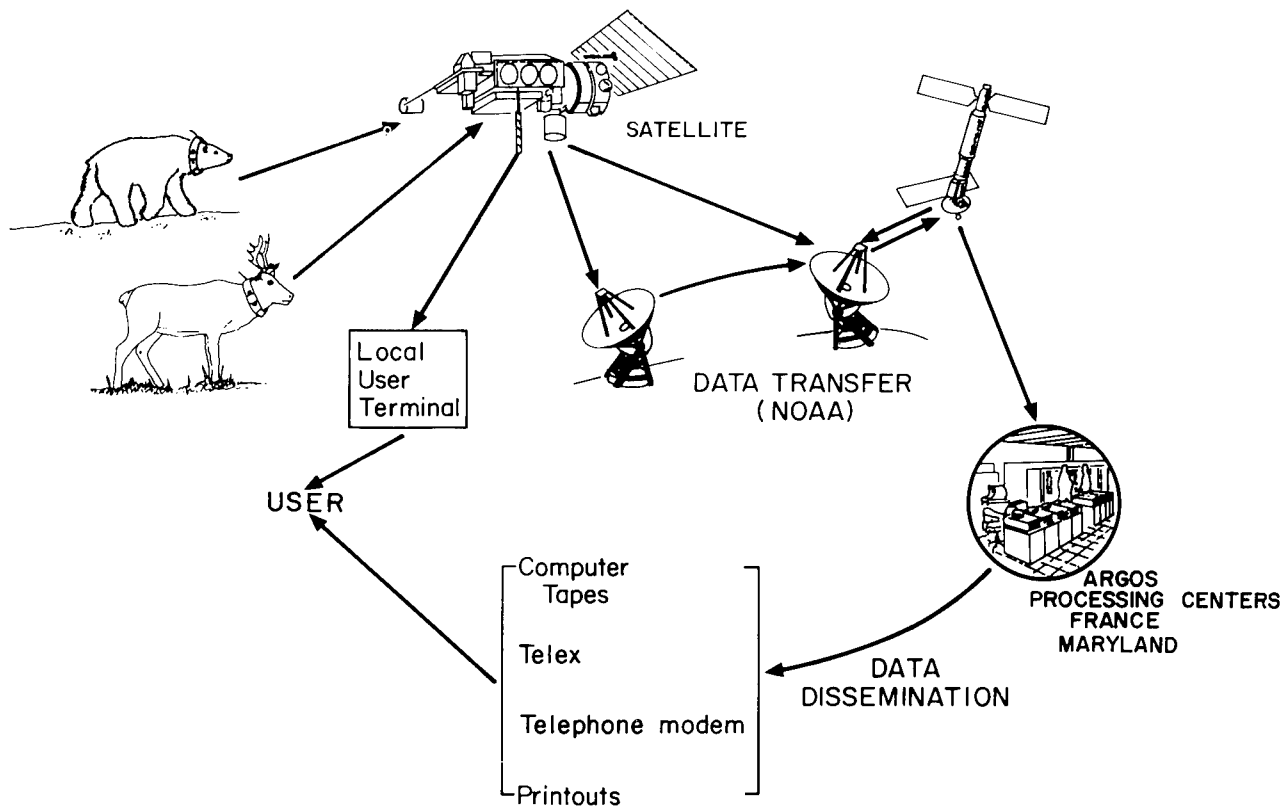 SATELLITE
Local
User
Terminal
DATA TRANSFER
(NOAA)
USER
Computer
Tapes
Telex
Telephone modem
Printouts
ARGOS
PROCESSING CENTERS
FRANCE
MARYLAND
DATA
DISSEMINATION